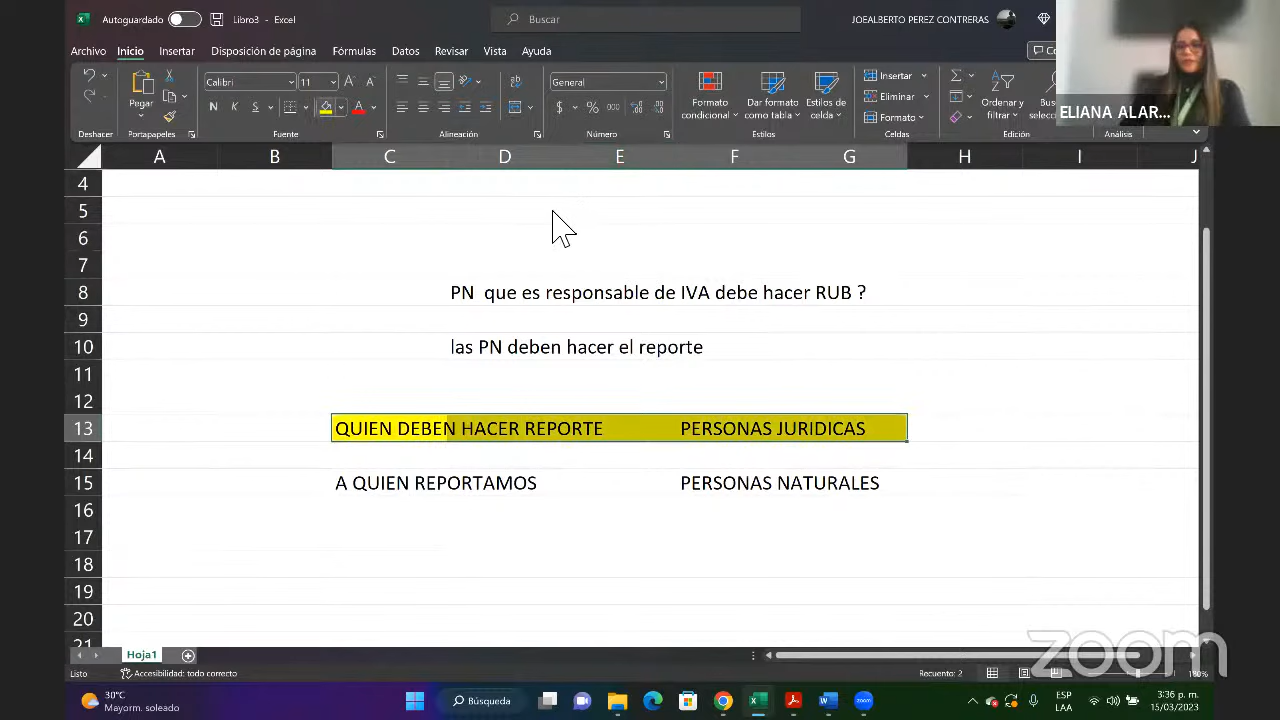 Autoguardado
Libro3 - Excel
Buscar
JOEALBERTO PEREZ CONTRERAS
Archivo Inicio Insertar Disposición de página Fórmulas Datos Revisar Vista Ayuda
Calibri 11
General
Pegar
N K S
$ % 000
Formato condicional
Dar formato como tabla
Estilos de celda
Insertar
Eliminar
Formato
Ordenar y filtrar
Deshacer Portapapeles Fuente Alineación Número Estilos Celdas Edición Análisis
ELIANA ALAR...
A B C D E F G H I J
4
5
6
7
8 PN que es responsable de IVA debe hacer RUB ?
9
10 las PN deben hacer el reporte
11
12
13 QUIEN DEBEN HACER REPORTE PERSONAS JURIDICAS
14
15 A QUIEN REPORTAMOS PERSONAS NATURALES
16
17
18
19
20
21
Hoja1
zoom
Listo Accesibilidad: todo correcto Recuento: 2
30°C
Mayorm. soleado
Búsqueda
ESP
LAA
3:36 p. m.
15/03/2023